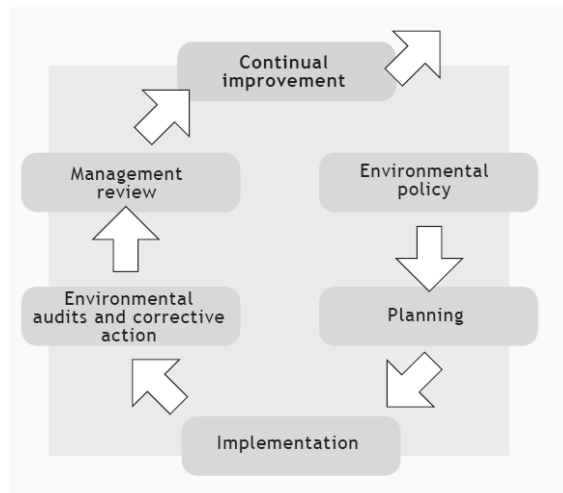 Continual
improvement
Management
review
Environmental
policy
Environmental
audits and corrective
action
Planning
Implementation